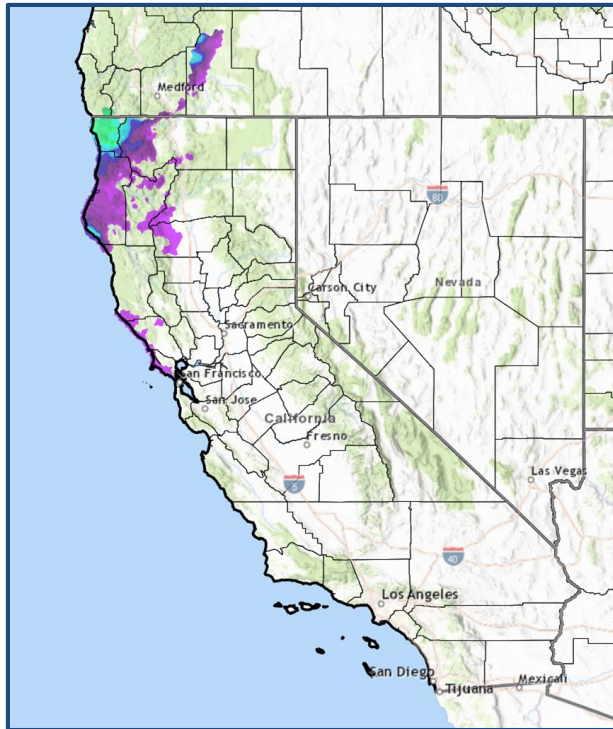 Medford
80
Carson City
Nevada
Sacramento
San Francisco
San Jose
California
Fresno
Las Vegas
5
40
Los Angeles
San Diego
Mexicali
Tijuana